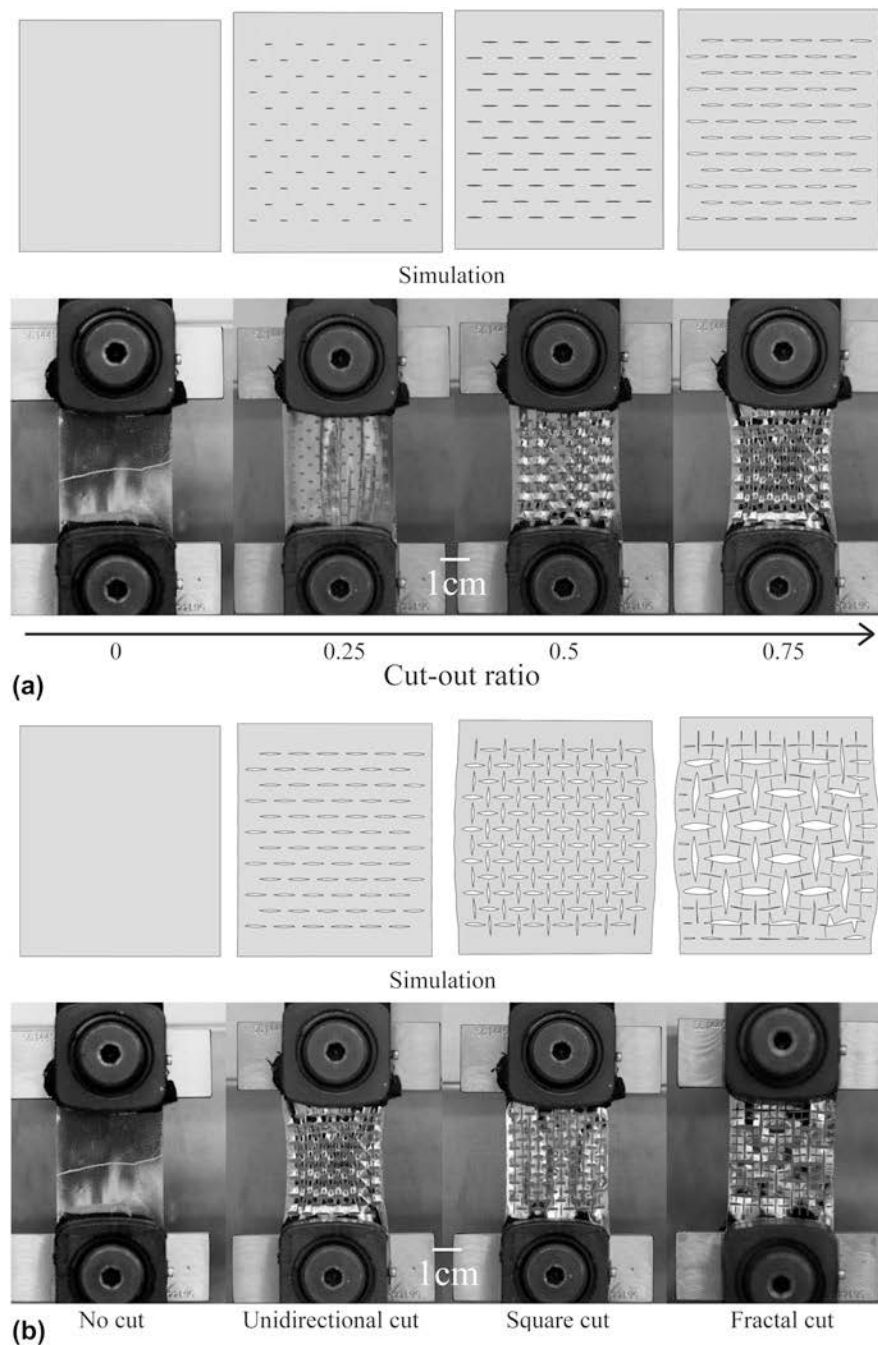 Simulation
1cm
0 0.25 0.5 0.75
Cut-out ratio
(a)
Simulation
1cm
No cut Unidirectional cut Square cut Fractal cut
(b)